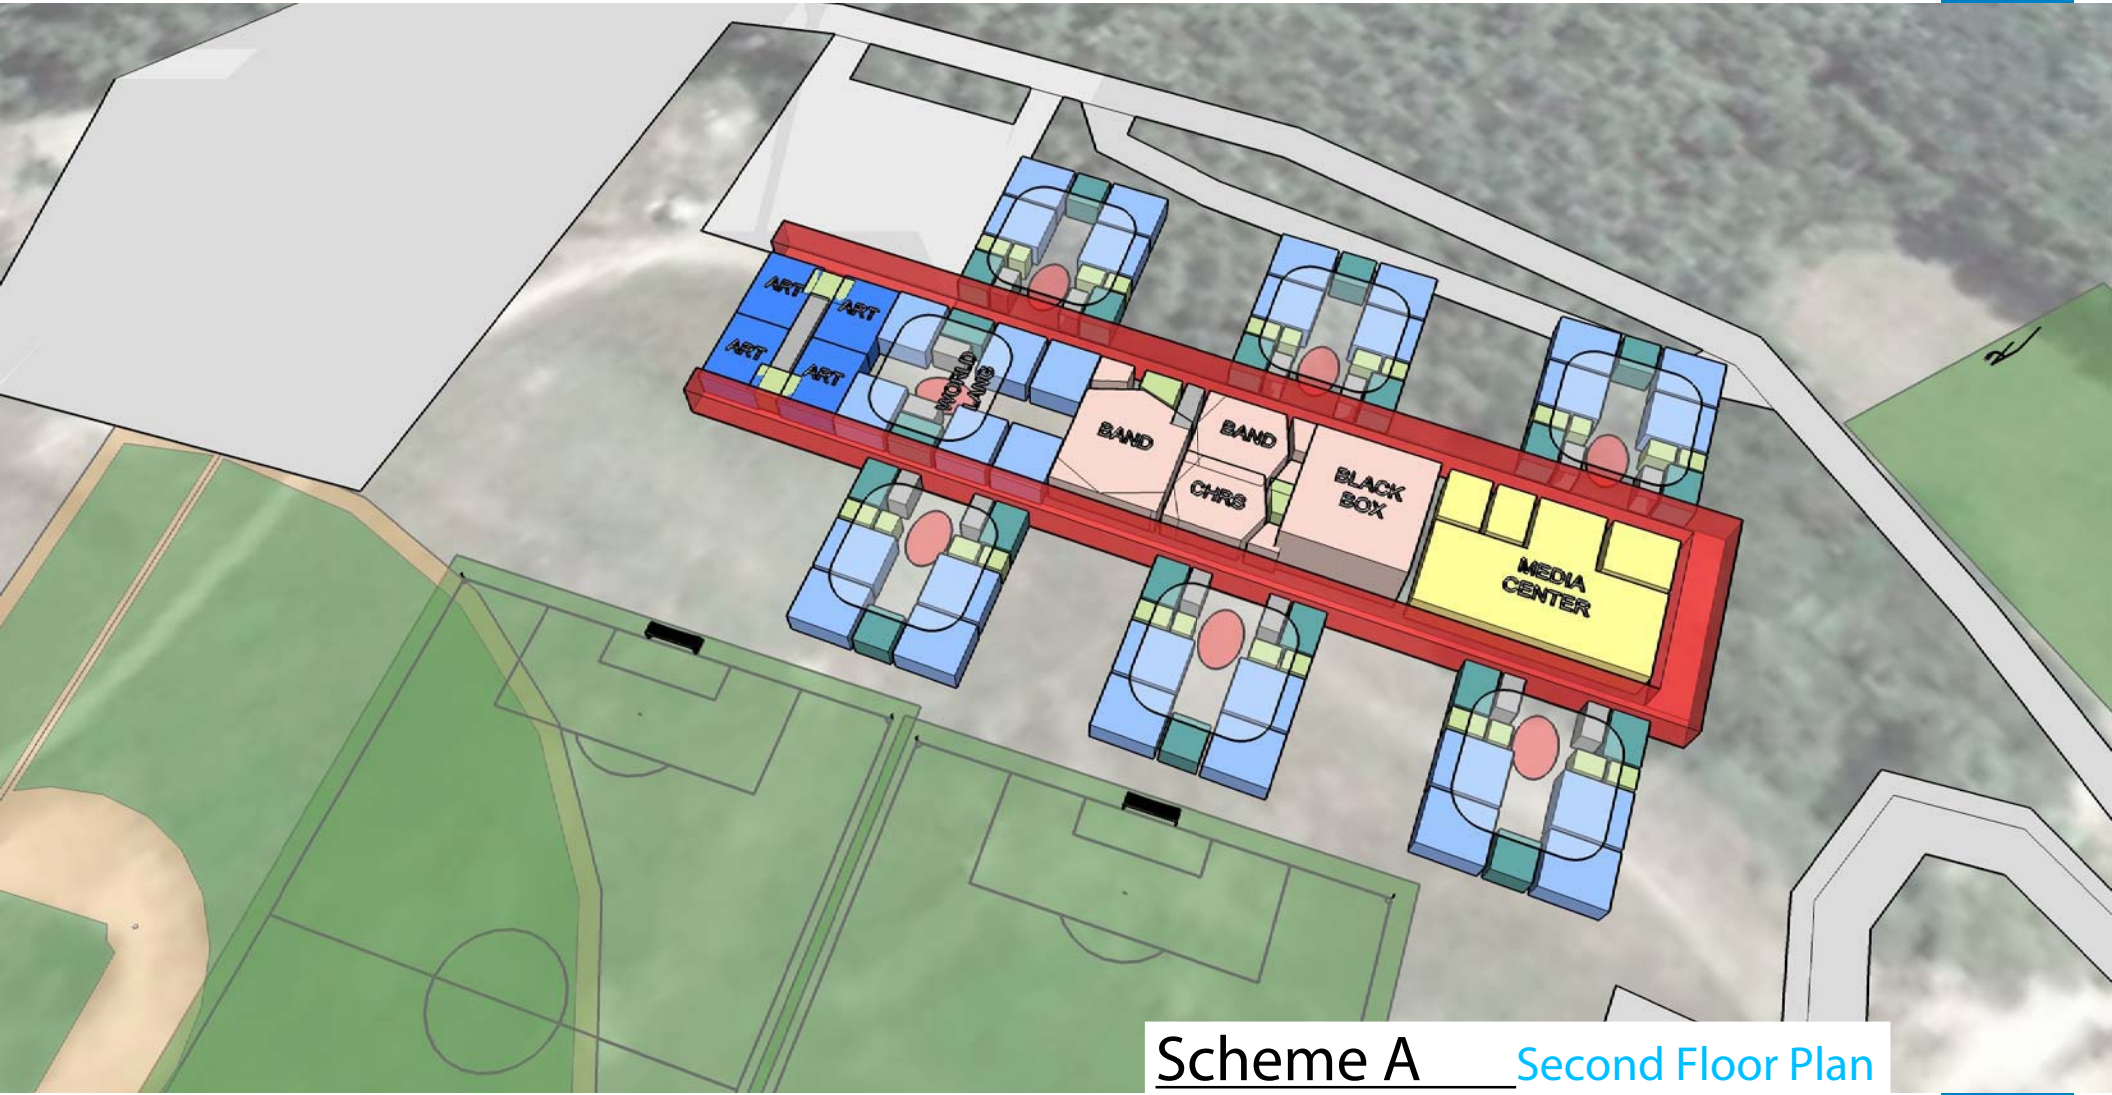 ART
ART
ART
ART
WORLD
LANG
BAND
BAND
CHRS
BLACK
BOX
MEDIA
CENTER
Scheme A Second Floor Plan